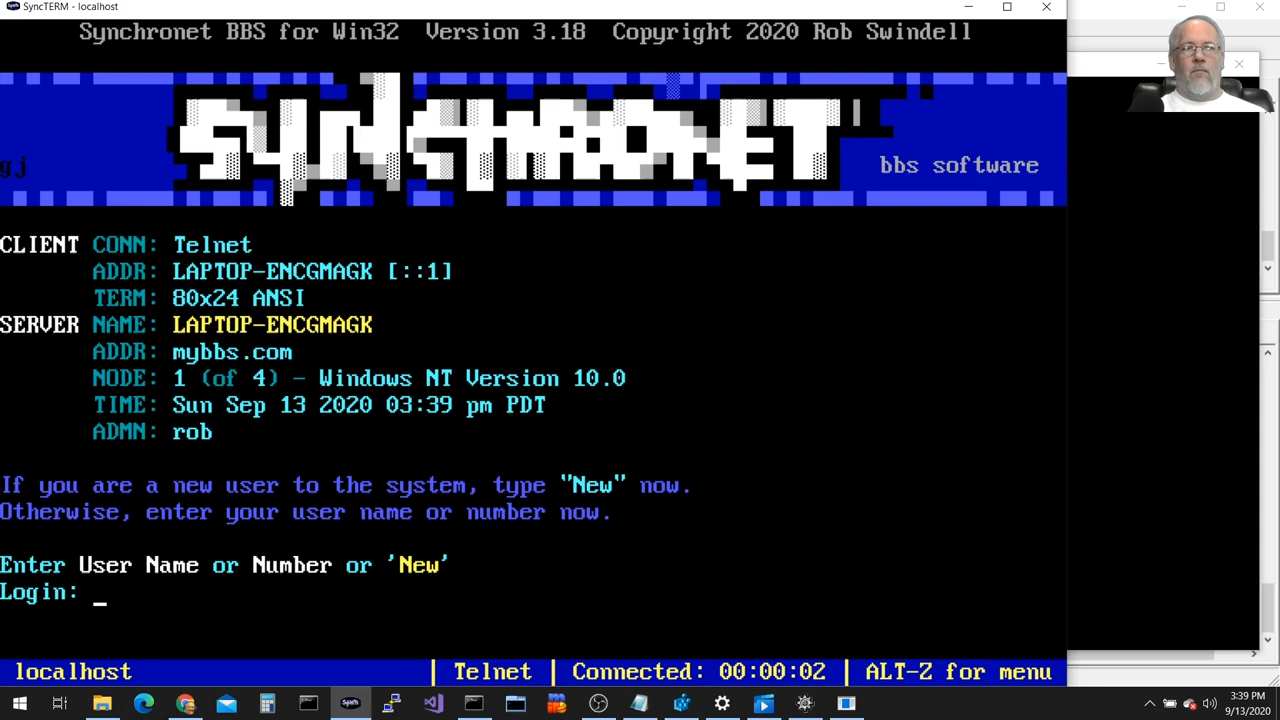 SyncTERM - localhost
Synchronet BBS for Win32 Version 3.18 Copyright 2020 Rob Swindell
SYNCHRONET
gj
bbs software
CLIENT CONN: Telnet
ADDR: LAPTOP-ENCGMAGK [::1]
TERM: 80x24 ANSI
SERVER NAME: LAPTOP-ENCGMAGK
ADDR: mybbs.com
NODE: 1 (of 4) - Windows NT Version 10.0
TIME: Sun Sep 13 2020 03:39 pm PDT
ADMN: rob
If you are a new user to the system, type "New" now.
Otherwise, enter your user name or number now.
Enter User Name or Number or 'New'
Login: _
localhost | Telnet | Connected: 00:00:02 | ALT-Z for menu
3:39 PM
9/13/2020